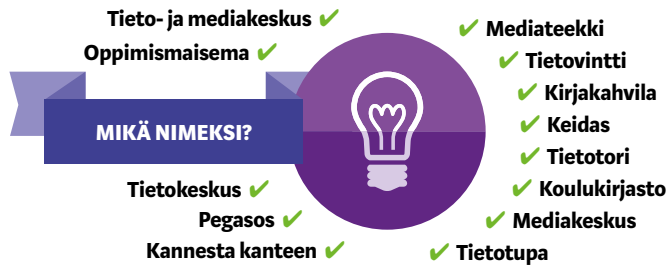 Tieto- ja mediakeskus
Oppimismaisema
MIKÄ NIMEKSI?
Tietokeskus
Pegasos
Kannesta kanteen
Mediateekki
Tietovintti
Kirjakahvila
Keidas
Tietotori
Koulukirjasto
Mediakeskus
Tietotupa